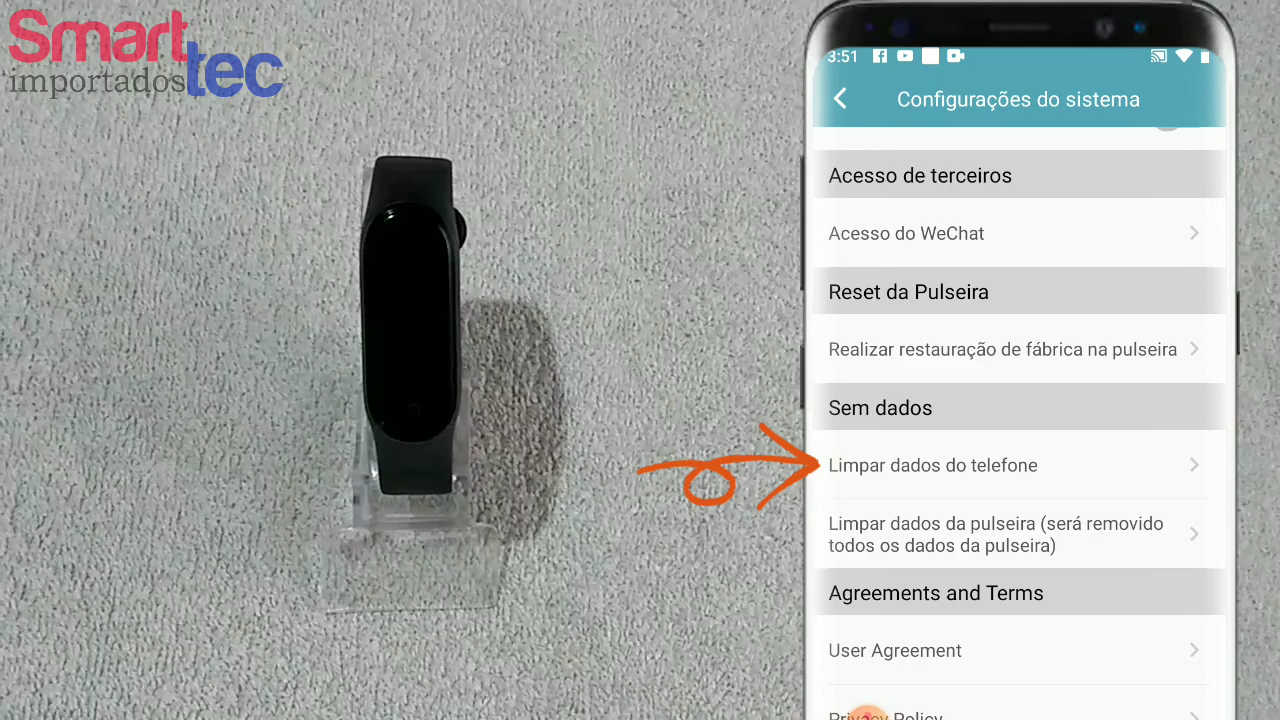 Smart
importados tec
3:51
Configurações do sistema
Acesso de terceiros
Acesso do WeChat
Reset da Pulseira
Realizar restauração de fábrica na pulseira
Sem dados
Limpar dados do telefone
Limpar dados da pulseira (será removido
todos os dados da pulseira)
Agreements and Terms
User Agreement
Privacy Policy